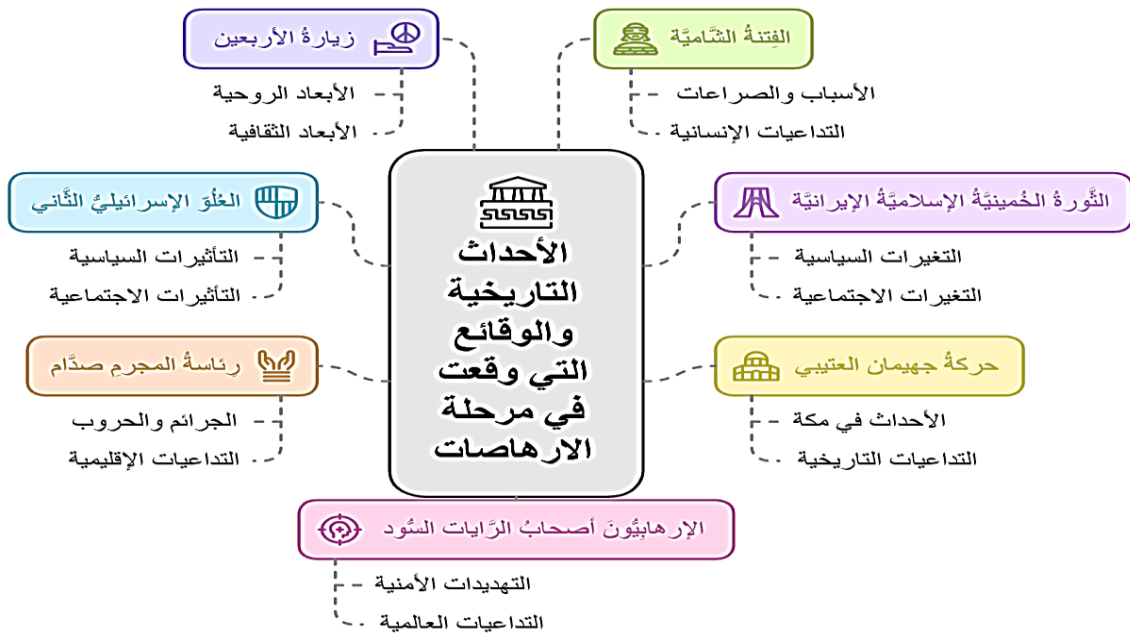 الفِتنةُ الشَّاميَّة
الأسباب والصراعات
التداعيات الإنسانية
زيارةُ الأربعين
الأبعاد الروحية
الأبعاد الثقافية
الأحداث
التاريخية
والوقائع
التي وقعت
في مرحلة
الارهاصات
الثَّورةُ الخُمينيَّةُ الإسلاميَّةُ الإيرانيَّة
التغيرات السياسية
التغيرات الاجتماعية
العُلُوّ الإسرائيليُّ الثَّاني
التأثيرات السياسية
التأثيرات الاجتماعية
حركةُ جهيمان العتيبي
الأحداث في مكة
التداعيات التاريخية
رِئاسةُ المجرمِ صدَّام
الجرائم والحروب
التداعيات الإقليمية
الإرهابِيُّونَ أصحابُ الرَّايات السُّود
التهديدات الأمنية
التداعيات العالمية